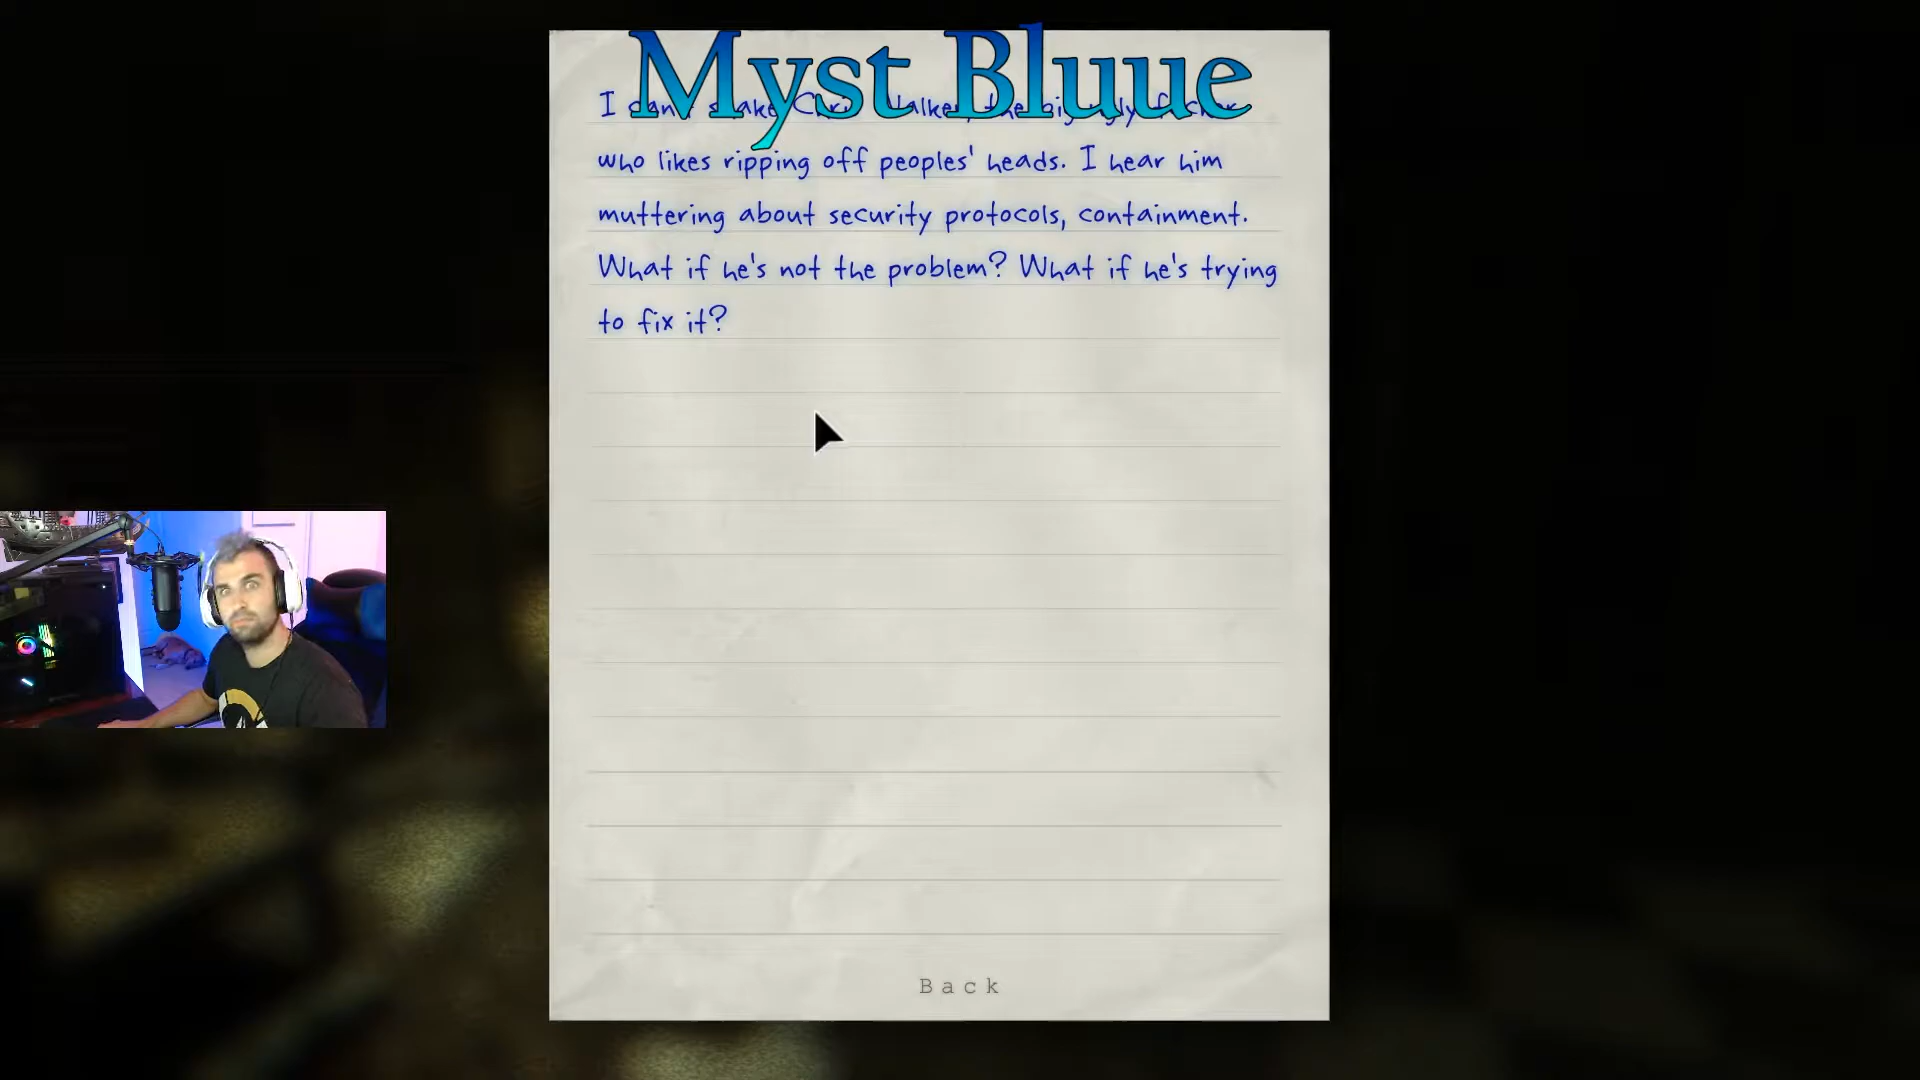 Myst Bluue
I
who likes ripping off peoples' heads. I hear him
muttering about security protocols, containment.
What if he's not the problem? What if he's trying
to fix it?
Back